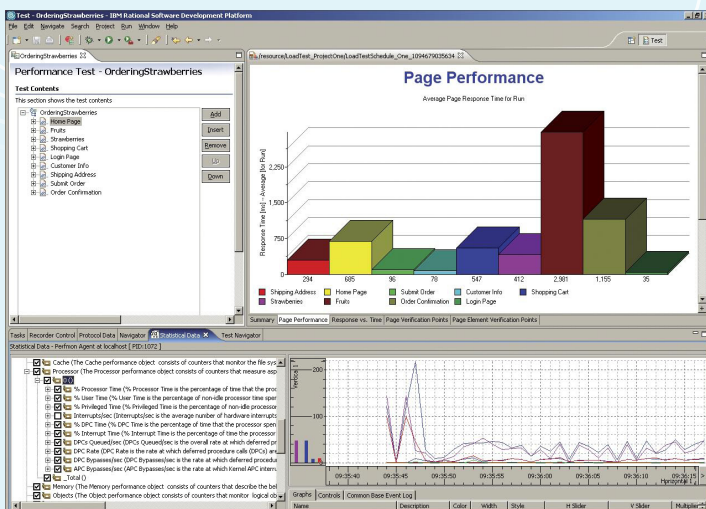 Test - OrderingStrawberries - IBM Rational Software Development Platform
File Edit Navigate Search Project Run Window Help
Test
OrderingStrawberries
/resource/LoadTest_ProjectOne/LoadTestSchedule_One_1094679035634
Performance Test - OrderingStrawberries
Test Contents
This section shows the test contents
OrderingStrawberries
Home Page
Fruits
Strawberries
Shopping Cart
Login Page
Customer Info
Shipping Address
Submit Order
Order Confirmation
Add
Insert
Remove
Up
Down
Page Performance
Average Page Response Time for Run
Response Time [ms] -- Average [for Run]
2,250
1,500
750
0
294 685 96 78 547 412 2,981 1,155 35
Shipping Address Home Page Submit Order Customer Info Shopping Cart
Strawberries Fruits Order Confirmation Login Page
Summary Page Performance Response vs. Time Page Verification Points Page Element Verification Points
Tasks Recorder Control Protocol Data Navigator Statistical Data Test Navigator
Statistical Data - Perfmon Agent at localhost [ PID:1072 ]
Cache (The Cache performance object consists of counters that monitor the file sys
Processor (The Processor performance object consists of counters that measure asp
0 ()
% Processor Time (% Processor Time is the percentage of time that the proc
% User Time (% User Time is the percentage of non-idle processor time spen
% Privileged Time (% Privileged Time is the percentage of non-idle processor
Interrupts/sec (Interrupts/sec is the average number of hardware interrupts
% DPC Time (% DPC Time is the percentage of time that the processor spen
% Interrupt Time (% Interrupt Time is the percentage of time the processor
DPCs Queued/sec (DPCs Queued/sec is the overall rate at which deferred pr
DPC Rate (DPC Rate is the rate at which deferred procedure calls (DPCs) are
DPC Bypasses/sec (DPC Bypasses/sec is the rate at which deferred procedu
APC Bypasses/sec (APC Bypasses/sec is the rate at which Kernel APC intern
_Total ()
Memory (The Memory performance object consists of counters that describe the bel
Objects (The Object performance object consists of counters that monitor logical ob
Vertical 1
200
100
09:35:40 09:35:45 09:35:50 09:35:55 09:36:00 09:36:05 09:36:10 09:36:15
Horizontal 1
Graphs Controls Common Base Event Log
Name Description Color Width Style H Slider V Slider Multiplier